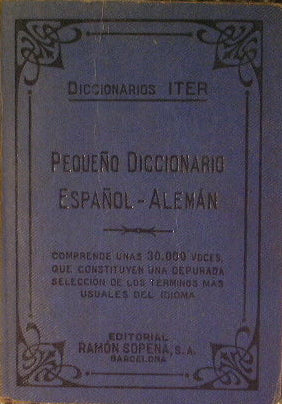 DICCIONARIOS ITER
PEQUEÑO DICCIONARIO
ESPAÑOL - ALEMÁN
COMPRENDE UNAS 30.000 VOCES,
QUE CONSTITUYEN UNA DEPURADA
SELECCIÓN DE LOS TÉRMINOS MÁS
USUALES DEL IDIOMA
EDITORIAL
RAMÓN SOPENA, S.A.
BARCELONA